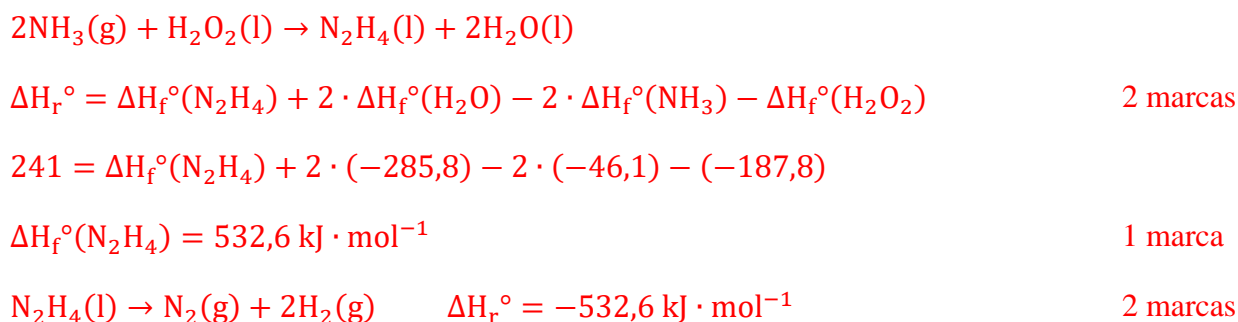 2NH₃(g) + H₂O₂(l) → N₂H₄(l) + 2H₂O(l)
ΔHᵣ° = ΔH_f°(N₂H₄) + 2 · ΔH_f°(H₂O) − 2 · ΔH_f°(NH₃) − ΔH_f°(H₂O₂) 2 marcas
241 = ΔH_f°(N₂H₄) + 2 · (−285,8) − 2 · (−46,1) − (−187,8)
ΔH_f°(N₂H₄) = 532,6 kJ · mol⁻¹ 1 marca
N₂H₄(l) → N₂(g) + 2H₂(g) ΔHᵣ° = −532,6 kJ · mol⁻¹ 2 marcas